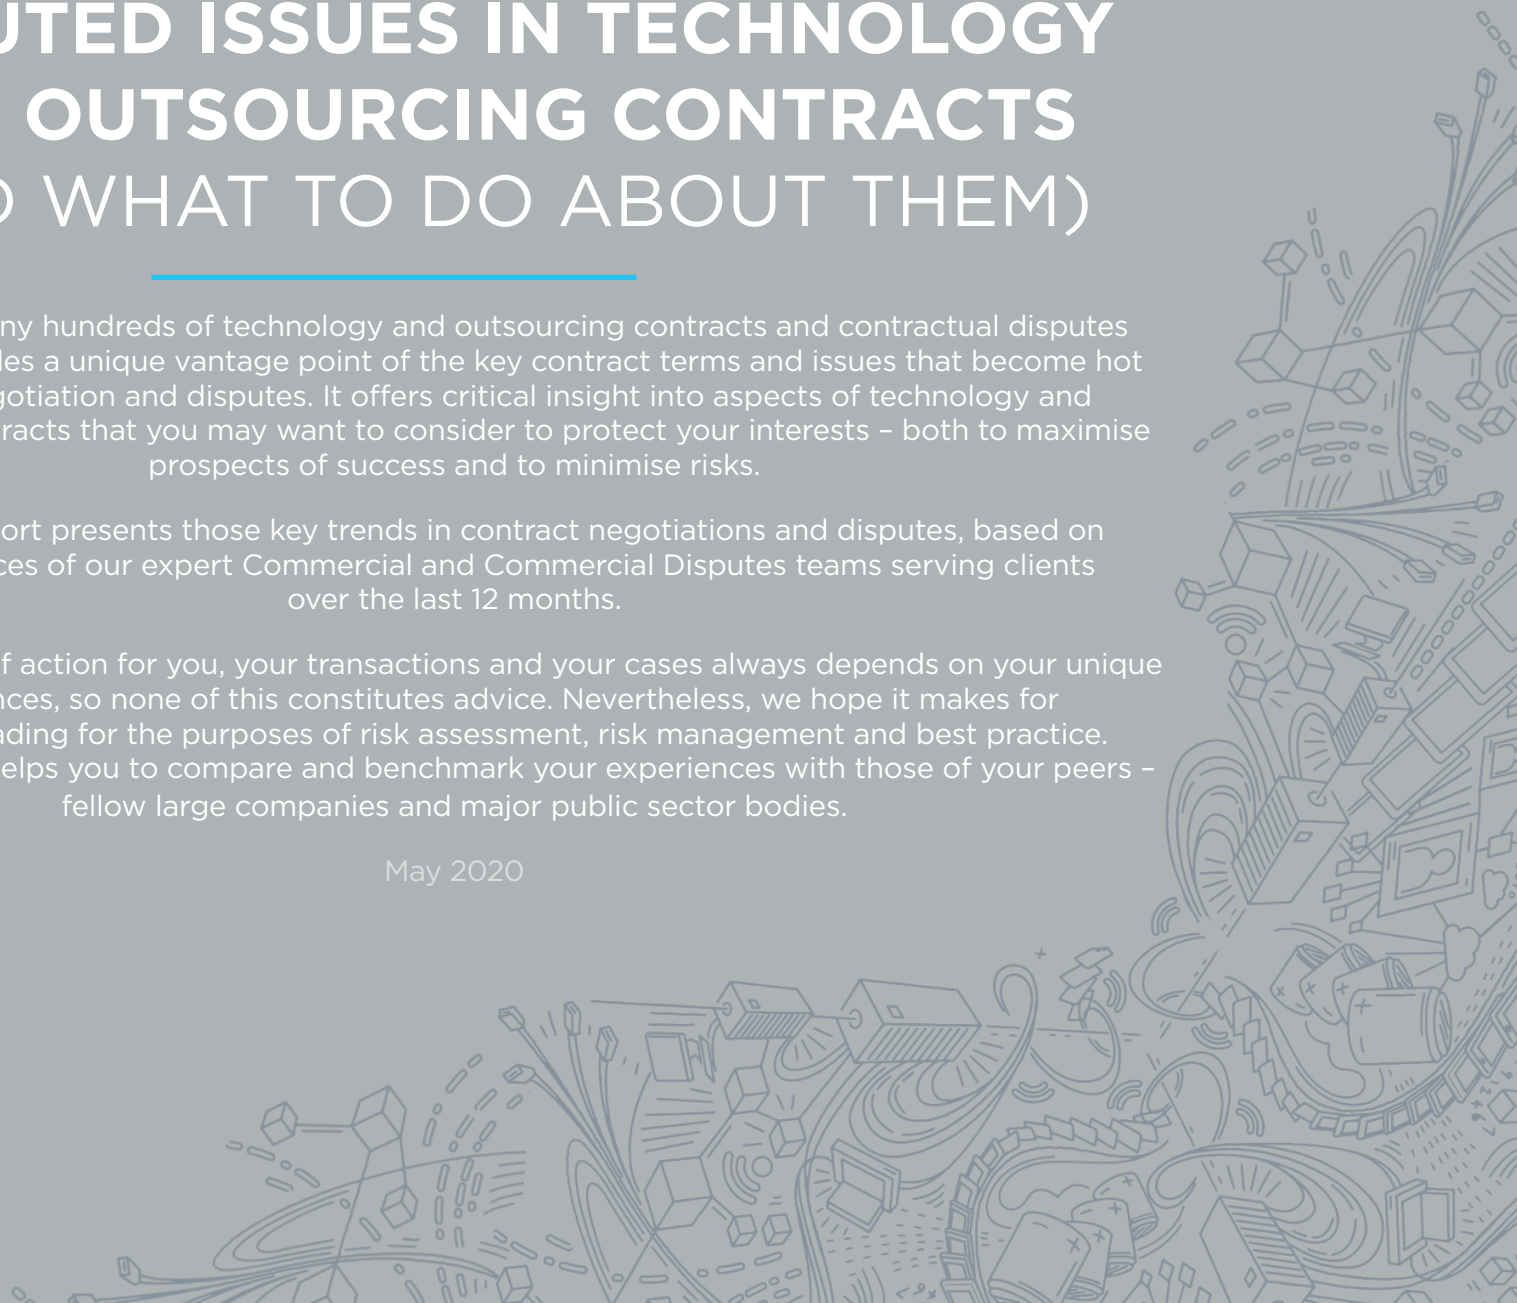 UTED ISSUES IN TECHNOLOGY
OUTSOURCING CONTRACTS
WHAT TO DO ABOUT THEM)
ny hundreds of technology and outsourcing contracts and contractual disputes
les a unique vantage point of the key contract terms and issues that become hot
gotiation and disputes. It offers critical insight into aspects of technology and
racts that you may want to consider to protect your interests – both to maximise
prospects of success and to minimise risks.
ort presents those key trends in contract negotiations and disputes, based on
ces of our expert Commercial and Commercial Disputes teams serving clients
over the last 12 months.
f action for you, your transactions and your cases always depends on your unique
nces, so none of this constitutes advice. Nevertheless, we hope it makes for
ading for the purposes of risk assessment, risk management and best practice.
elps you to compare and benchmark your experiences with those of your peers –
fellow large companies and major public sector bodies.
May 2020